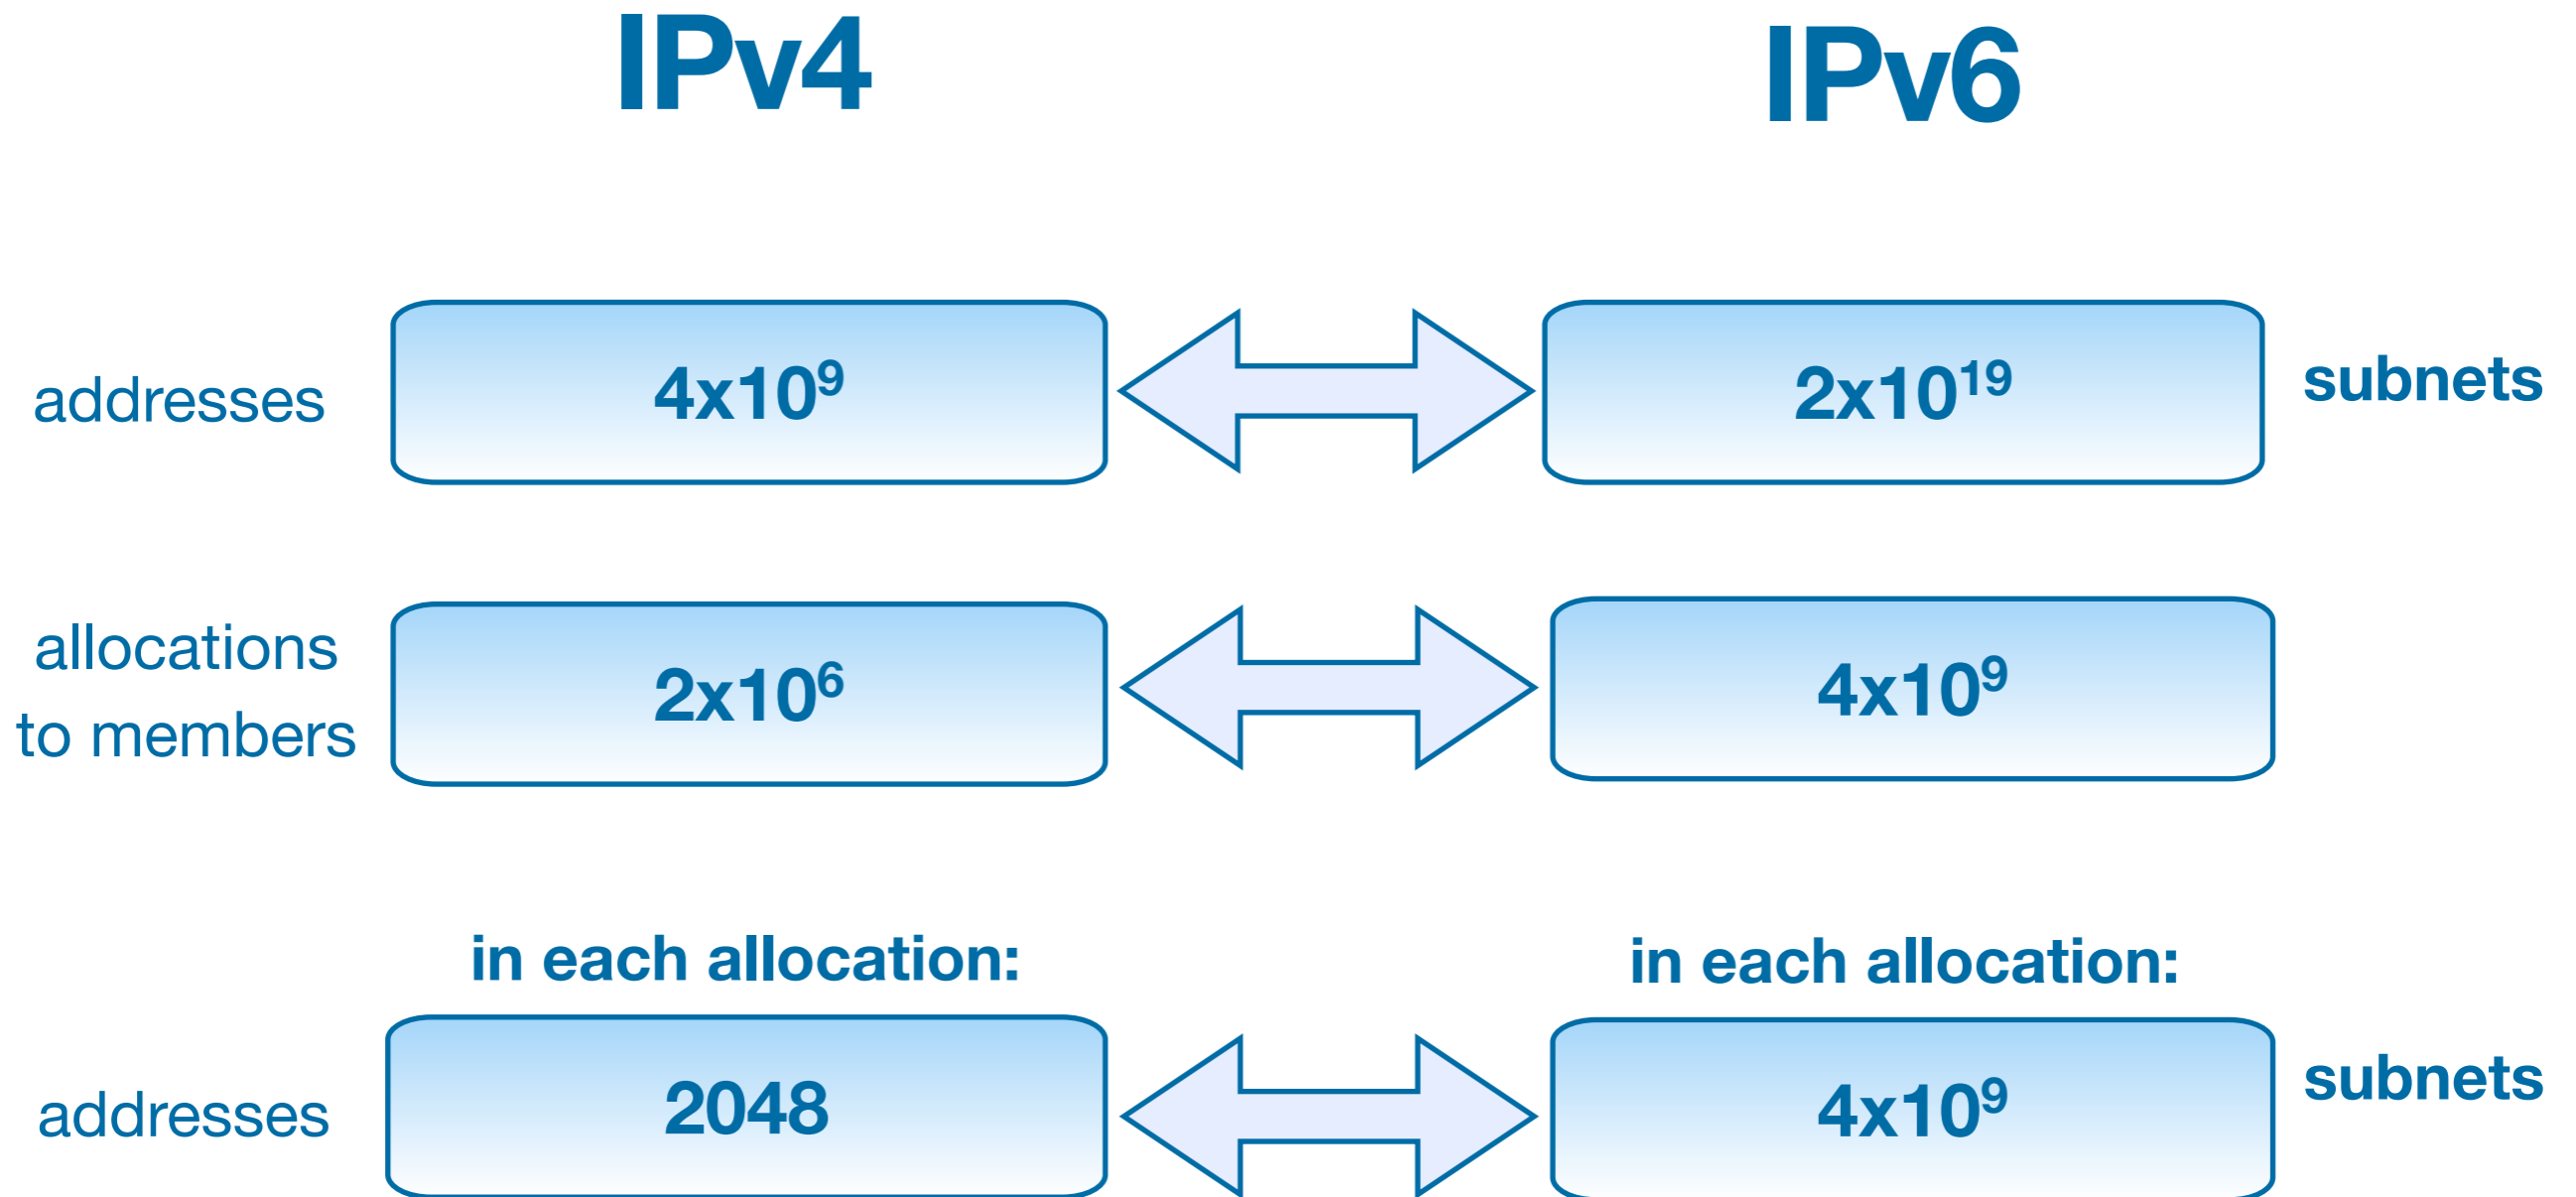 IPv4
IPv6
addresses
4x10⁹
2x10¹⁹
subnets
allocations
to members
2x10⁶
4x10⁹
in each allocation:
in each allocation:
addresses
2048
4x10⁹
subnets